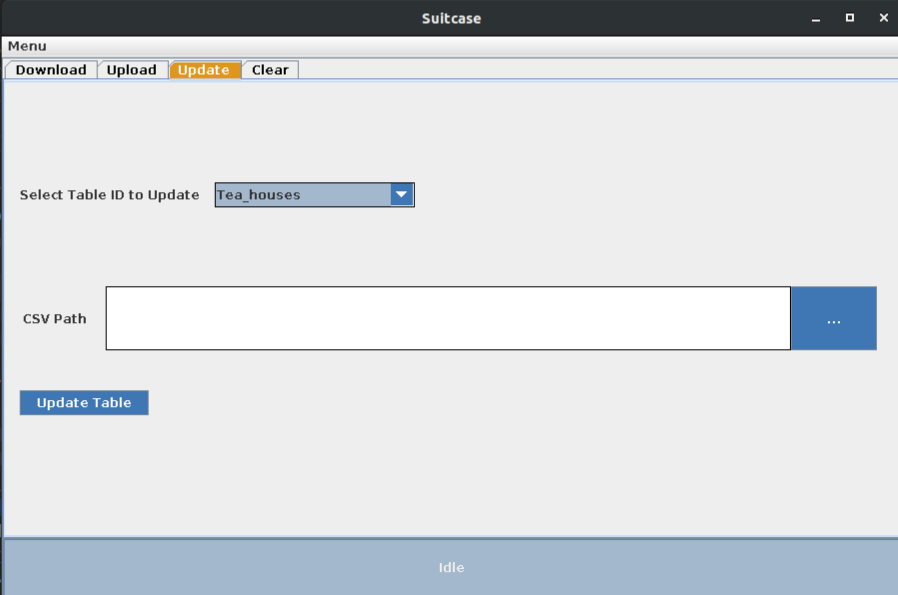 Suitcase
Menu
Download Upload Update Clear
Select Table ID to Update Tea_houses
CSV Path ...
Update Table
Idle